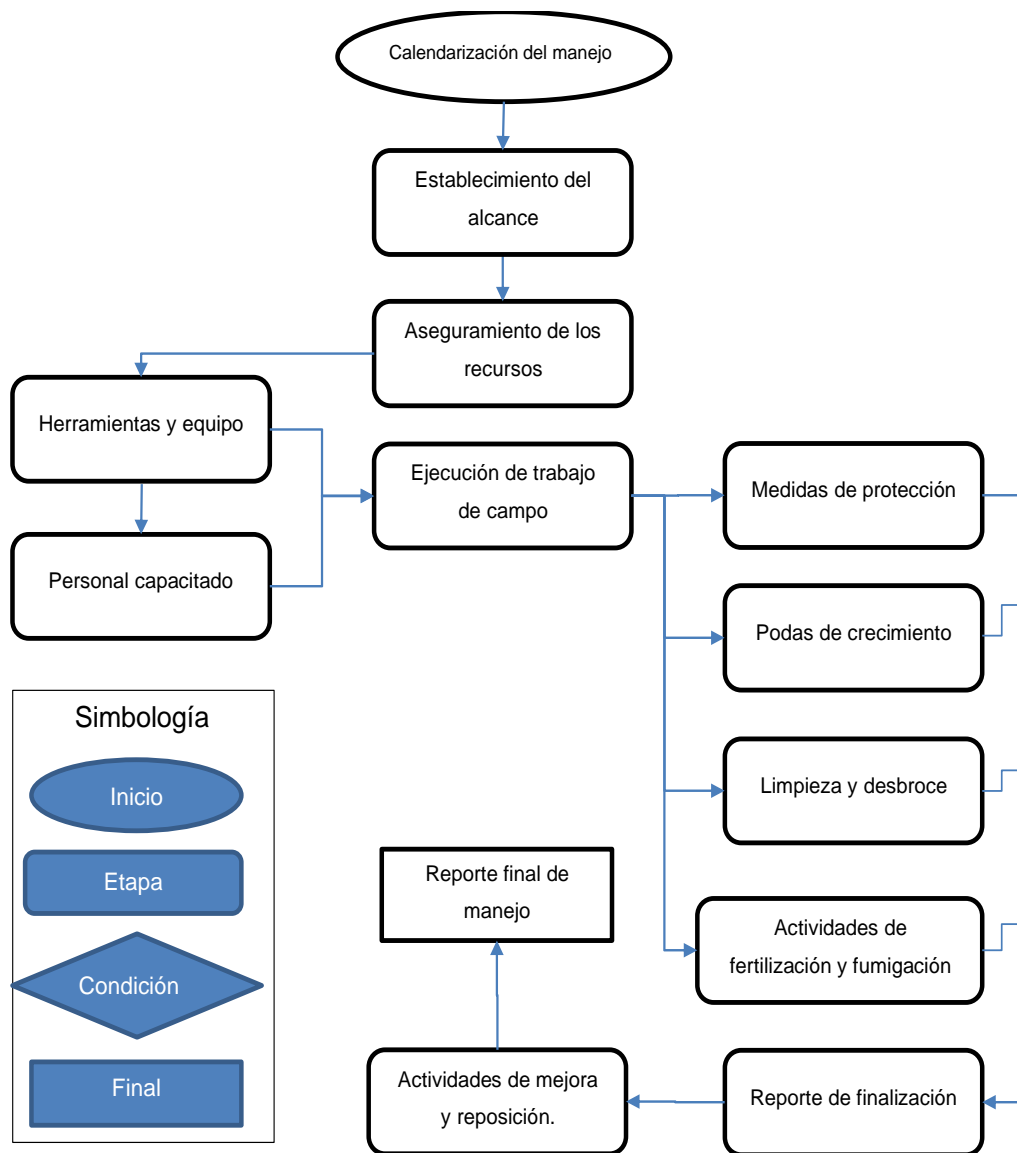 Calendarización del manejo
Establecimiento del
alcance
Aseguramiento de los
recursos
Herramientas y equipo
Personal capacitado
Ejecución de trabajo
de campo
Medidas de protección
Podas de crecimiento
Limpieza y desbroce
Actividades de
fertilización y fumigación
Reporte de finalización
Actividades de mejora
y reposición.
Reporte final de
manejo
Simbología
Inicio
Etapa
Condición
Final